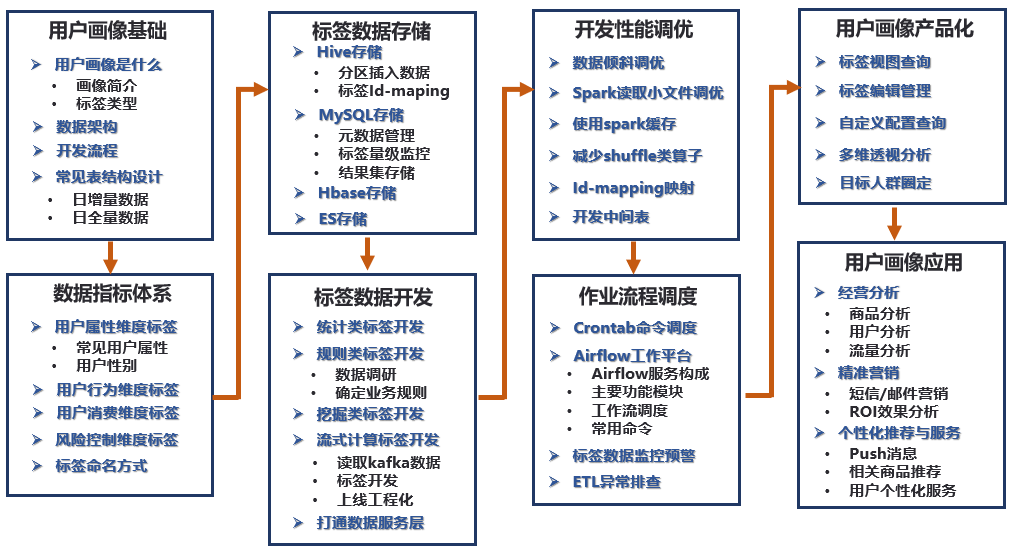 用户画像基础
用户画像是什么
画像简介
标签类型
数据架构
开发流程
常见表结构设计
日增量数据
日全量数据
数据指标体系
用户属性维度标签
常见用户属性
用户性别
用户行为维度标签
用户消费维度标签
风险控制维度标签
标签命名方式
标签数据存储
Hive存储
分区插入数据
标签Id-maping
MySQL存储
元数据管理
标签量级监控
结果集存储
Hbase存储
ES存储
标签数据开发
统计类标签开发
规则类标签开发
数据调研
确定业务规则
挖掘类标签开发
流式计算标签开发
读取kafka数据
标签开发
上线工程化
打通数据服务层
开发性能调优
数据倾斜调优
Spark读取小文件调优
使用spark缓存
减少shuffle类算子
Id-mapping映射
开发中间表
作业流程调度
Crontab命令调度
Airflow工作平台
Airflow服务构成
主要功能模块
工作流调度
常用命令
标签数据监控预警
ETL异常排查
用户画像产品化
标签视图查询
标签编辑管理
自定义配置查询
多维透视分析
目标人群圈定
用户画像应用
经营分析
商品分析
用户分析
流量分析
精准营销
短信/邮件营销
ROI效果分析
个性化推荐与服务
Push消息
相关商品推荐
用户个性化服务